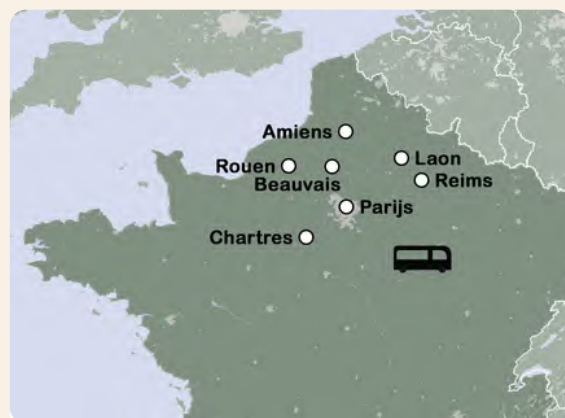 Amiens
Laon
Rouen
Beauvais
Reims
Parijs
Chartres